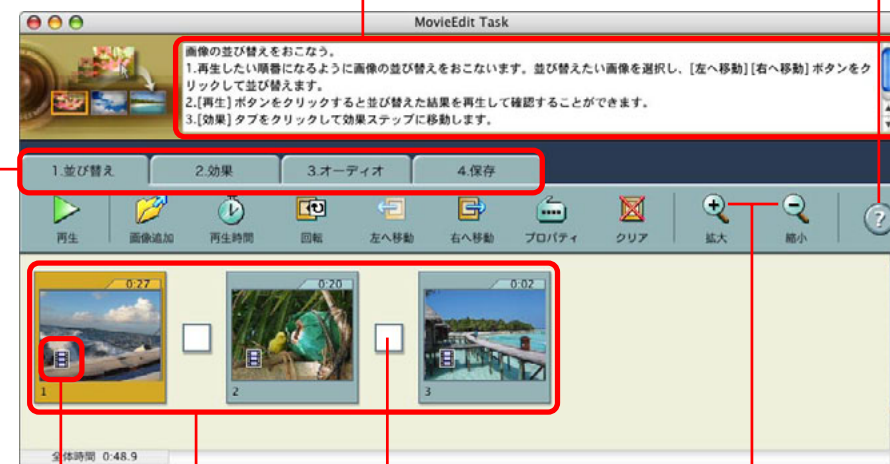 MovieEdit Task
画像の並び替えをおこなう。
1.再生したい順番になるように画像の並び替えをおこないます。並び替えたい画像を選択し、[左へ移動][右へ移動]ボタンをク
リックして並び替えます。
2.[再生]ボタンをクリックすると並び替えた結果を再生して確認することができます。
3.[効果]タブをクリックして効果ステップに移動します。
1.並び替え 2.効果 3.オーディオ 4.保存
再生 画像追加 再生時間 回転 左へ移動 右へ移動 プロパティ クリア 拡大 縮小 ?
0:27 0:20 0:02
1 2 3
全体時間 0:48.9